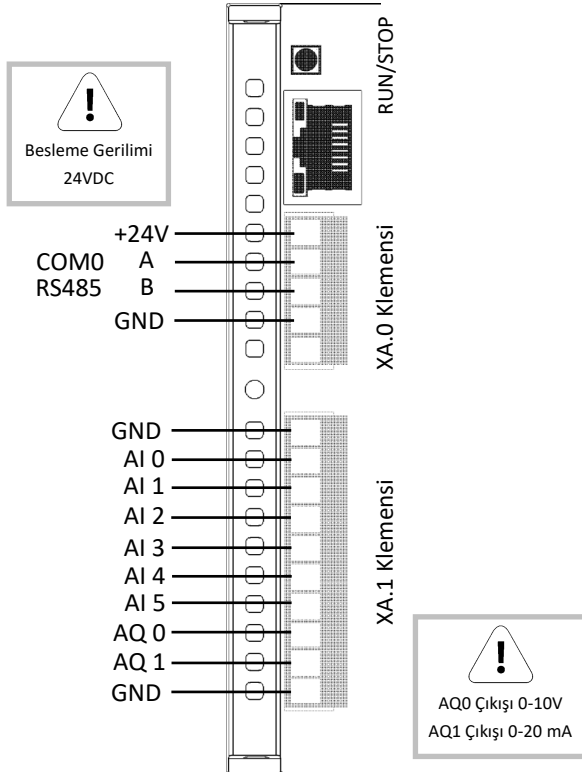 RUN/STOP
!
Besleme Gerilimi
24VDC
+24V
COM0 A
RS485 B
GND
XA.0 Klemensi
GND
AI 0
AI 1
AI 2
AI 3
AI 4
AI 5
AQ 0
AQ 1
GND
XA.1 Klemensi
!
AQ0 Çıkışı 0-10V
AQ1 Çıkışı 0-20 mA